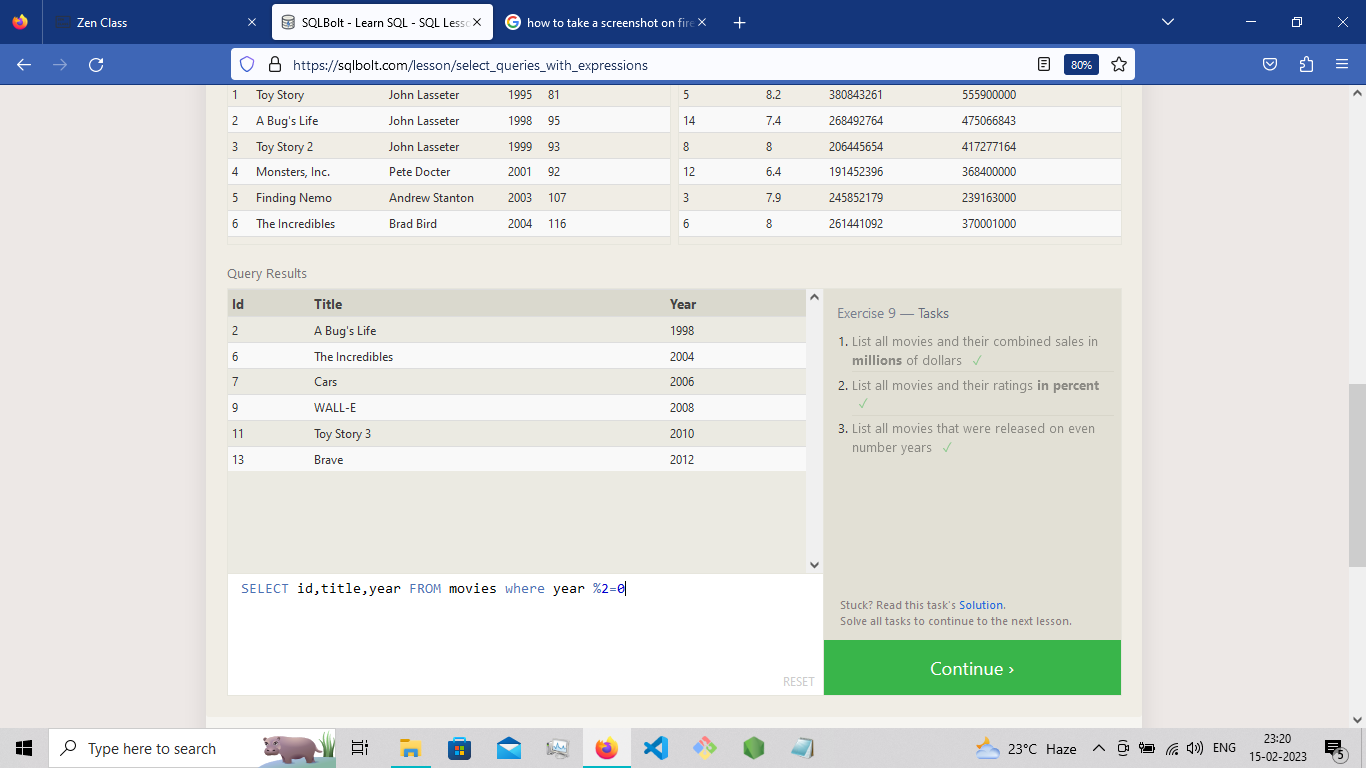 Zen Class
SQLBolt - Learn SQL - SQL Lesso
how to take a screenshot on fire
https://sqlbolt.com/lesson/select_queries_with_expressions
80%
1 Toy Story John Lasseter 1995 81
5 8.2 380843261 555900000
2 A Bug's Life John Lasseter 1998 95
14 7.4 268492764 475066843
3 Toy Story 2 John Lasseter 1999 93
8 8 206445654 417277164
4 Monsters, Inc. Pete Docter 2001 92
12 6.4 191452396 368400000
5 Finding Nemo Andrew Stanton 2003 107
3 7.9 245852179 239163000
6 The Incredibles Brad Bird 2004 116
6 8 261441092 370001000
Query Results
Id Title Year
2 A Bug's Life 1998
6 The Incredibles 2004
7 Cars 2006
9 WALL-E 2008
11 Toy Story 3 2010
13 Brave 2012
Exercise 9 — Tasks
1. List all movies and their combined sales in
millions of dollars ✓
2. List all movies and their ratings in percent
✓
3. List all movies that were released on even
number years ✓
SELECT id,title,year FROM movies where year %2=0
RESET
Stuck? Read this task's Solution.
Solve all tasks to continue to the next lesson.
Continue ›
Type here to search
23°C Haze
ENG
23:20
15-02-2023
5